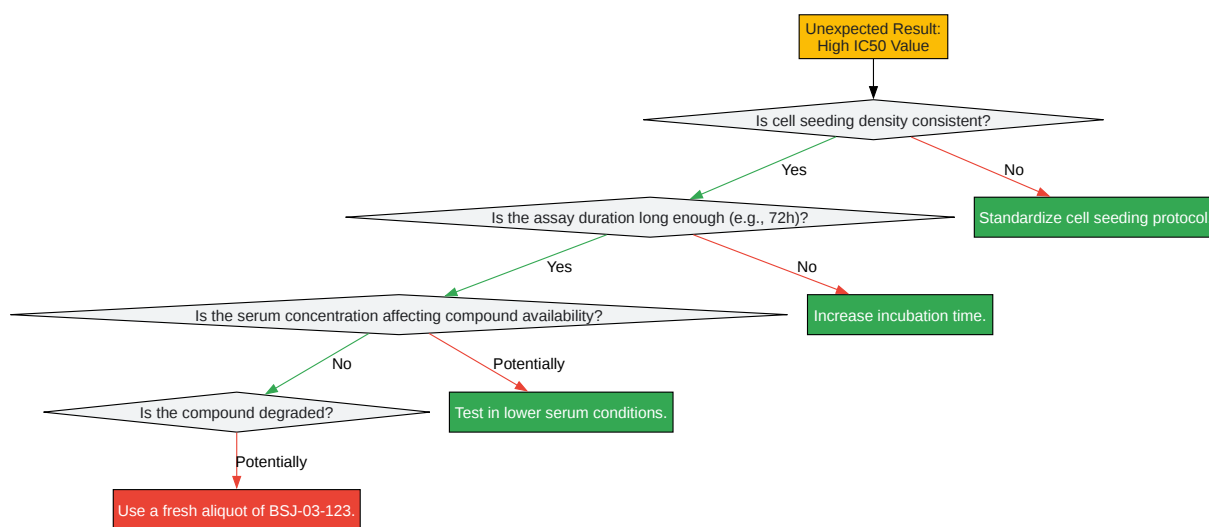 Unexpected Result:
High IC50 Value
Is cell seeding density consistent?
Yes
No
Is the assay duration long enough (e.g., 72h)?
Standardize cell seeding protocol
Yes
No
Is the serum concentration affecting compound availability?
Increase incubation time.
No
Potentially
Is the compound degraded?
Test in lower serum conditions.
Potentially
Use a fresh aliquot of BSJ-03-123.